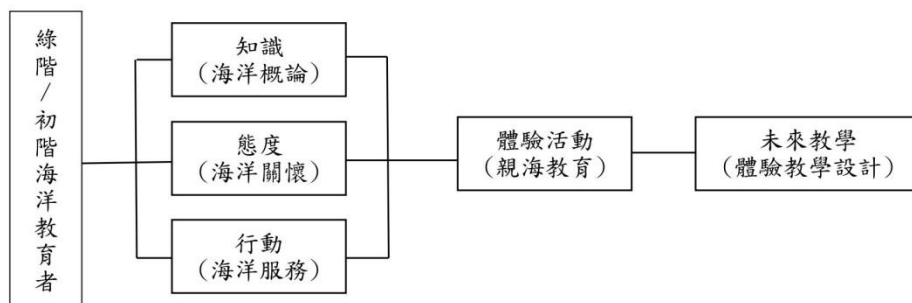 綠階/初階海洋教育者
知識
（海洋概論）
態度
（海洋關懷）
行動
（海洋服務）
體驗活動
（親海教育）
未來教學
（體驗教學設計）